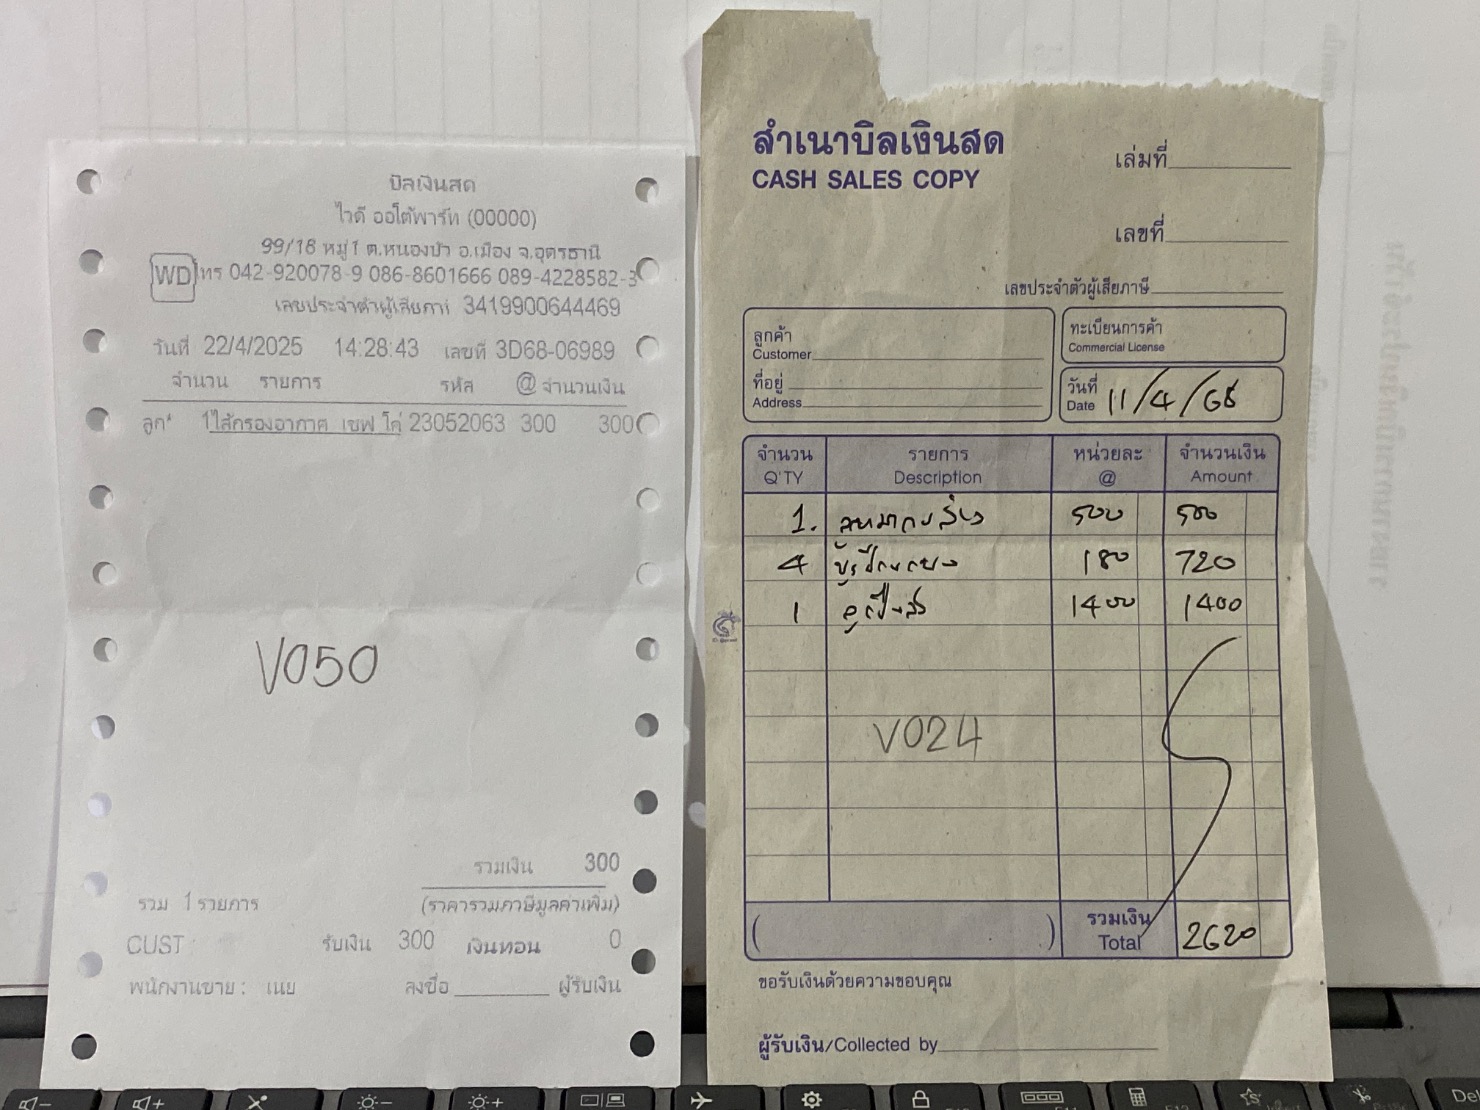 บิลเงินสด
ไวดี ออโต้พาร์ท (00000)
99/18 หมู่1 ต.หนองบัว อ.เมือง จ.อุดรธานี
WD โทร 042-920078-9 086-8601666 089-4228582-3
เลขประจำตัวผู้เสียภาษี 3419900644469
วันที่ 22/4/2025 14:28:43 เลขที่ 3D68-06989
จำนวน รายการ รหัส @ จำนวนเงิน
ลูก* 1ไส้กรองอากาศ เชฟ โค่ 23052063 300 300
V050
รวมเงิน 300
รวม 1 รายการ (ราคารวมภาษีมูลค่าเพิ่ม)
CUST รับเงิน 300 เงินทอน 0
พนักงานขาย : เนย ลงชื่อ ผู้รับเงิน
สำเนาบิลเงินสด
CASH SALES COPY
เล่มที่
เลขที่
เลขประจำตัวผู้เสียภาษี
ลูกค้า
Customer
ที่อยู่
Address
ทะเบียนการค้า
Commercial License
วันที่
Date 11/4/68
จำนวน รายการ หน่วยละ จำนวนเงิน
Q'TY Description @ Amount
1. 500 500
4 180 720
1 1400 1400
V024
รวมเงิน
Total 2620
ขอรับเงินด้วยความขอบคุณ
ผู้รับเงิน/Collected by